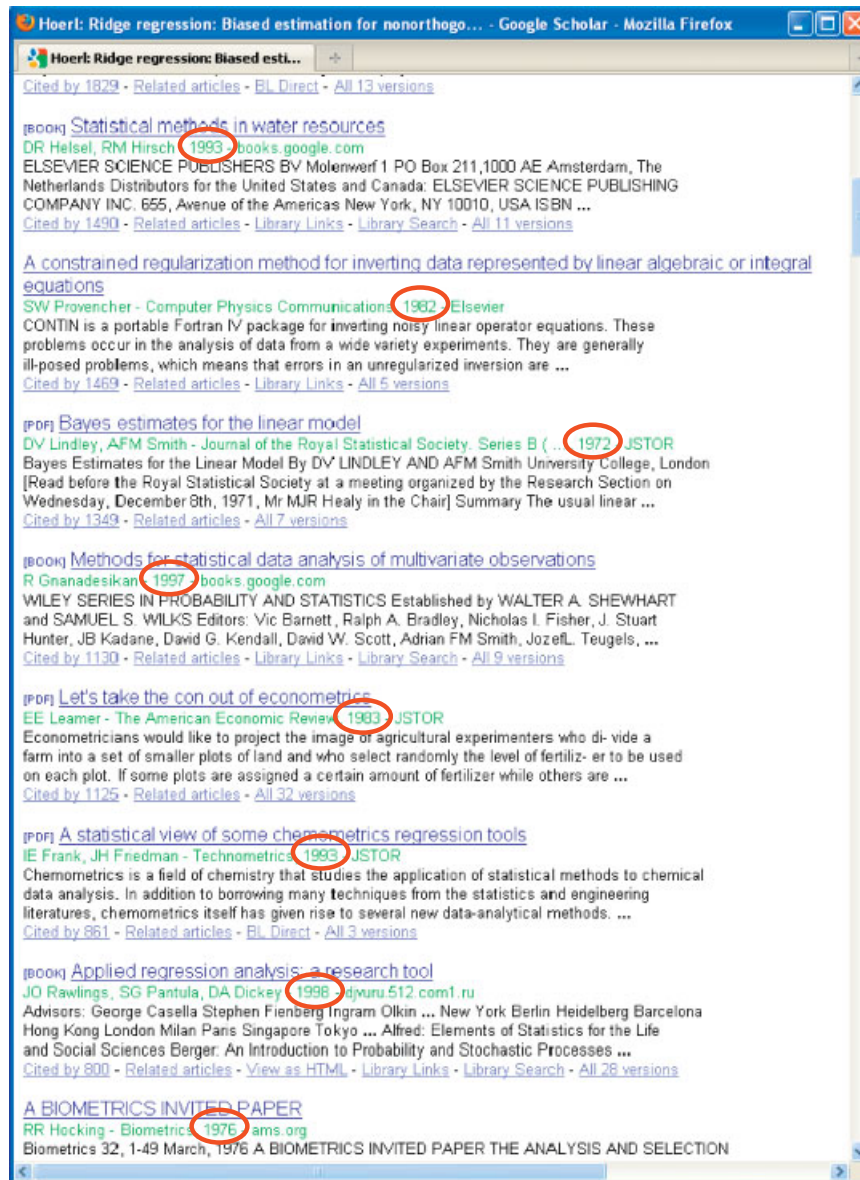 Hoerl: Ridge regression: Biased estimation for nonorthogo... - Google Scholar - Mozilla Firefox
Hoerl: Ridge regression: Biased esti...
Cited by 1829 - Related articles - BL Direct - All 13 versions
[BOOK] Statistical methods in water resources
DR Helsel, RM Hirsch - 1993 - books.google.com
ELSEVIER SCIENCE PUBLISHERS BV Molenwerf 1 PO Box 211,1000 AE Amsterdam, The
Netherlands Distributors for the United States and Canada: ELSEVIER SCIENCE PUBLISHING
COMPANY INC. 655, Avenue of the Americas New York, NY 10010, USA ISBN ...
Cited by 1490 - Related articles - Library Links - Library Search - All 11 versions
A constrained regularization method for inverting data represented by linear algebraic or integral
equations
SW Provencher - Computer Physics Communications, 1982 - Elsevier
CONTIN is a portable Fortran IV package for inverting noisy linear operator equations. These
problems occur in the analysis of data from a wide variety experiments. They are generally
ill-posed problems, which means that errors in an unregularized inversion are ...
Cited by 1469 - Related articles - Library Links - All 5 versions
[PDF] Bayes estimates for the linear model
DV Lindley, AFM Smith - Journal of the Royal Statistical Society. Series B ( ..., 1972 - JSTOR
Bayes Estimates for the Linear Model By DV LINDLEY AND AFM Smith University College, London
[Read before the Royal Statistical Society at a meeting organized by the Research Section on
Wednesday, December 8th, 1971, Mr MJR Healy in the Chair] Summary The usual linear ...
Cited by 1349 - Related articles - All 7 versions
[BOOK] Methods for statistical data analysis of multivariate observations
R Gnanadesikan - 1997 - books.google.com
WILEY SERIES IN PROBABILITY AND STATISTICS Established by WALTER A. SHEWHART
and SAMUEL S. WILKS Editors: Vic Barnett, Ralph A. Bradley, Nicholas I. Fisher, J. Stuart
Hunter, JB Kadane, David G. Kendall, David W. Scott, Adrian FM Smith, JozefL. Teugels, ...
Cited by 1130 - Related articles - Library Links - Library Search - All 9 versions
[PDF] Let's take the con out of econometrics
EE Leamer - The American Economic Review, 1983 - JSTOR
Econometricians would like to project the image of agricultural experimenters who di- vide a
farm into a set of smaller plots of land and who select randomly the level of fertiliz- er to be used
on each plot. If some plots are assigned a certain amount of fertilizer while others are ...
Cited by 1125 - Related articles - All 32 versions
[PDF] A statistical view of some chemometrics regression tools
IE Frank, JH Friedman - Technometrics, 1993 - JSTOR
Chemometrics is a field of chemistry that studies the application of statistical methods to chemical
data analysis. In addition to borrowing many techniques from the statistics and engineering
literatures, chemometrics itself has given rise to several new data-analytical methods. ...
Cited by 861 - Related articles - BL Direct - All 3 versions
[BOOK] Applied regression analysis: a research tool
JO Rawlings, SG Pantula, DA Dickey - 1998 - djvuru.512.com1.ru
Advisors: George Casella Stephen Fienberg Ingram Olkin ... New York Berlin Heidelberg Barcelona
Hong Kong London Milan Paris Singapore Tokyo ... Alfred: Elements of Statistics for the Life
and Social Sciences Berger: An Introduction to Probability and Stochastic Processes ...
Cited by 800 - Related articles - View as HTML - Library Links - Library Search - All 28 versions
A BIOMETRICS INVITED PAPER
RR Hocking - Biometrics, 1976 - ams.org
Biometrics 32, 1-49 March, 1976 A BIOMETRICS INVITED PAPER THE ANALYSIS AND SELECTION